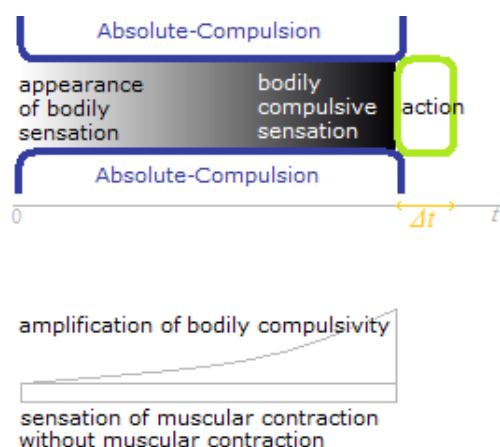 Absolute-Compulsion
appearance
of bodily
sensation
bodily
compulsive
sensation
action
Absolute-Compulsion
0
Δt
t
amplification of bodily compulsivity
sensation of muscular contraction
without muscular contraction